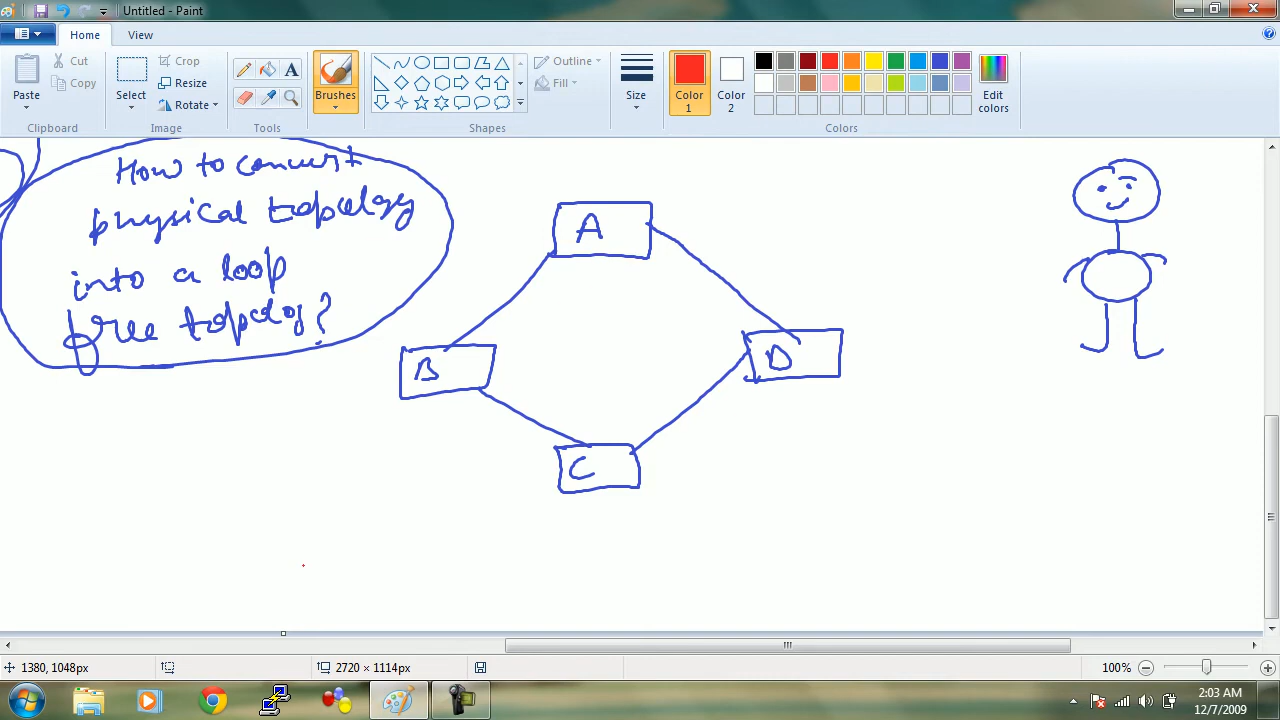 Untitled - Paint
Home
View
Paste
Cut
Copy
Clipboard
Select
Crop
Resize
Rotate
Image
Tools
Brushes
Outline
Fill
Shapes
Size
Color 1
Color 2
Edit colors
Colors
How to convert
physical topology
into a loop
free topolog?
A
B
D
C
1380, 1048px
2720 × 1114px
100%
2:03 AM
12/7/2009